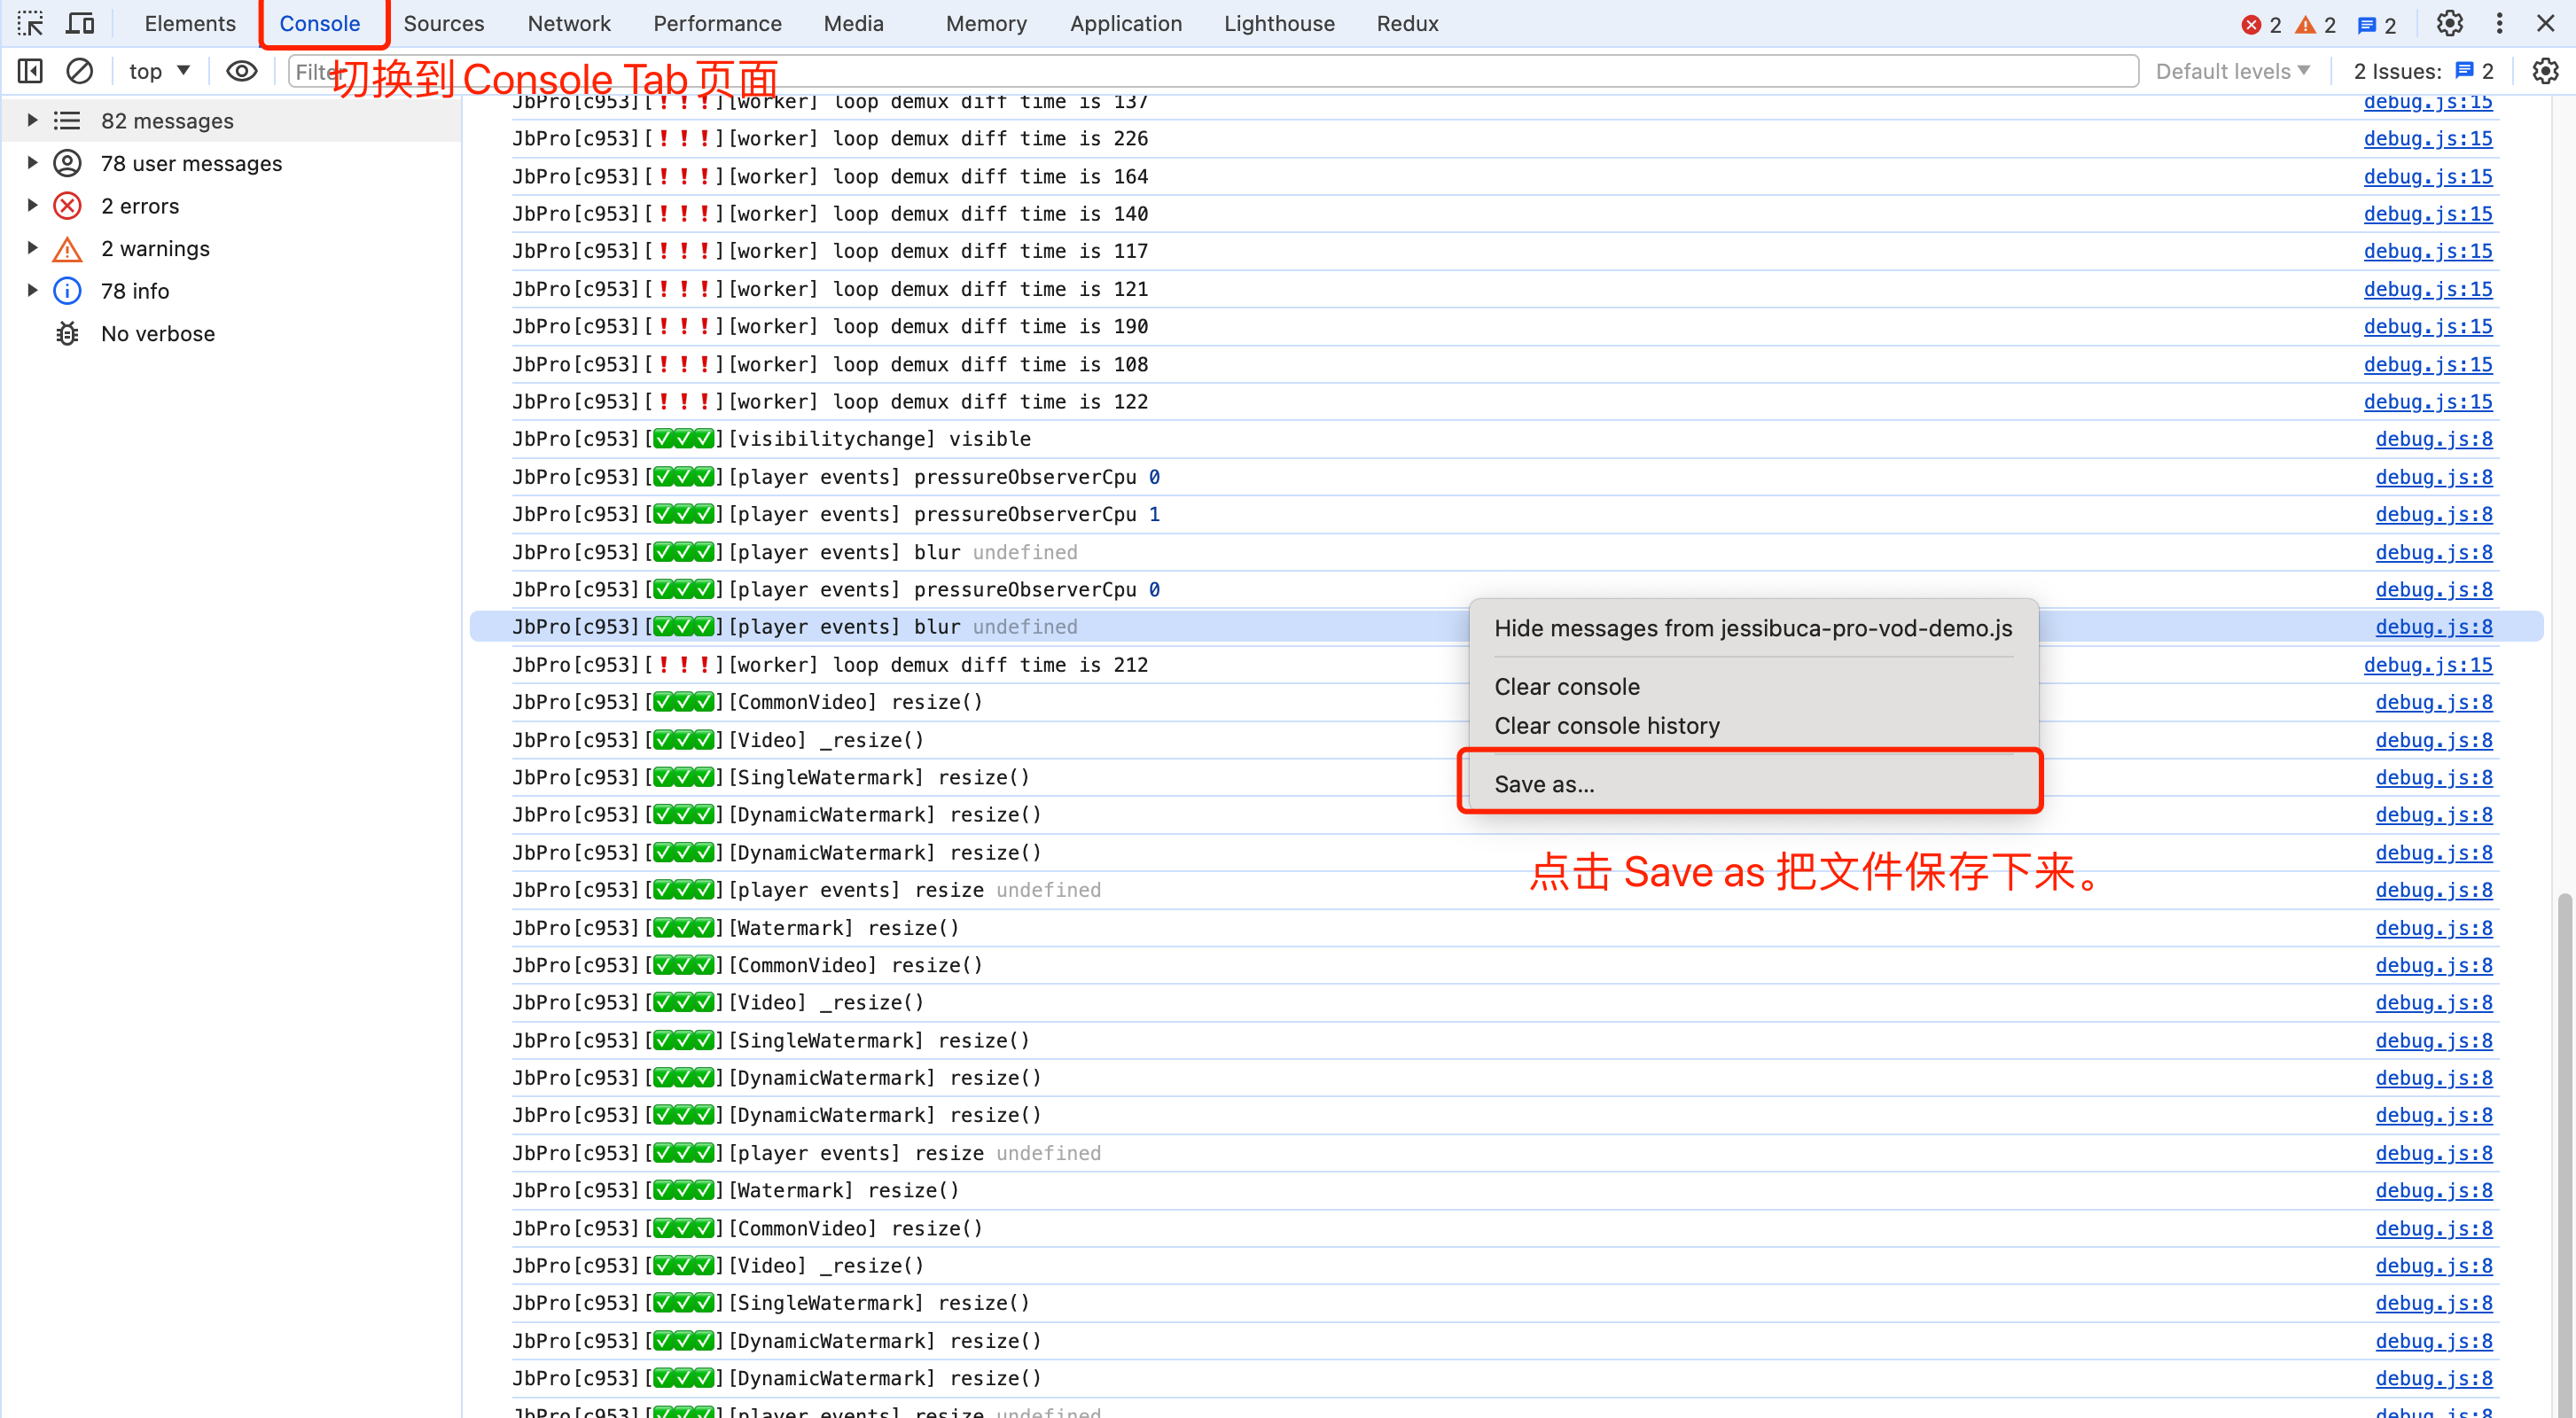 Elements Console Sources Network Performance Media Memory Application Lighthouse Redux 2 2 2
top Filter Default levels 2 Issues: 2
切换到 Console Tab 页面
82 messages
78 user messages
2 errors
2 warnings
78 info
No verbose
JbPro[c953][❗❗❗][worker] loop demux diff time is 137 debug.js:15
JbPro[c953][❗❗❗][worker] loop demux diff time is 226 debug.js:15
JbPro[c953][❗❗❗][worker] loop demux diff time is 164 debug.js:15
JbPro[c953][❗❗❗][worker] loop demux diff time is 140 debug.js:15
JbPro[c953][❗❗❗][worker] loop demux diff time is 117 debug.js:15
JbPro[c953][❗❗❗][worker] loop demux diff time is 121 debug.js:15
JbPro[c953][❗❗❗][worker] loop demux diff time is 190 debug.js:15
JbPro[c953][❗❗❗][worker] loop demux diff time is 108 debug.js:15
JbPro[c953][❗❗❗][worker] loop demux diff time is 122 debug.js:15
JbPro[c953][✅✅✅][visibilitychange] visible debug.js:8
JbPro[c953][✅✅✅][player events] pressureObserverCpu 0 debug.js:8
JbPro[c953][✅✅✅][player events] pressureObserverCpu 1 debug.js:8
JbPro[c953][✅✅✅][player events] blur undefined debug.js:8
JbPro[c953][✅✅✅][player events] pressureObserverCpu 0 debug.js:8
JbPro[c953][✅✅✅][player events] blur undefined debug.js:8
JbPro[c953][❗❗❗][worker] loop demux diff time is 212 debug.js:15
JbPro[c953][✅✅✅][CommonVideo] resize() debug.js:8
JbPro[c953][✅✅✅][Video] _resize() debug.js:8
JbPro[c953][✅✅✅][SingleWatermark] resize() debug.js:8
JbPro[c953][✅✅✅][DynamicWatermark] resize() debug.js:8
JbPro[c953][✅✅✅][DynamicWatermark] resize() debug.js:8
JbPro[c953][✅✅✅][player events] resize undefined debug.js:8
JbPro[c953][✅✅✅][Watermark] resize() debug.js:8
JbPro[c953][✅✅✅][CommonVideo] resize() debug.js:8
JbPro[c953][✅✅✅][Video] _resize() debug.js:8
JbPro[c953][✅✅✅][SingleWatermark] resize() debug.js:8
JbPro[c953][✅✅✅][DynamicWatermark] resize() debug.js:8
JbPro[c953][✅✅✅][DynamicWatermark] resize() debug.js:8
JbPro[c953][✅✅✅][player events] resize undefined debug.js:8
JbPro[c953][✅✅✅][Watermark] resize() debug.js:8
JbPro[c953][✅✅✅][CommonVideo] resize() debug.js:8
JbPro[c953][✅✅✅][Video] _resize() debug.js:8
JbPro[c953][✅✅✅][SingleWatermark] resize() debug.js:8
JbPro[c953][✅✅✅][DynamicWatermark] resize() debug.js:8
JbPro[c953][✅✅✅][DynamicWatermark] resize() debug.js:8
JbPro[c953][✅✅✅][player events] resize undefined debug.js:8
Hide messages from jessibuca-pro-vod-demo.js
Clear console
Clear console history
Save as...
点击 Save as 把文件保存下来。